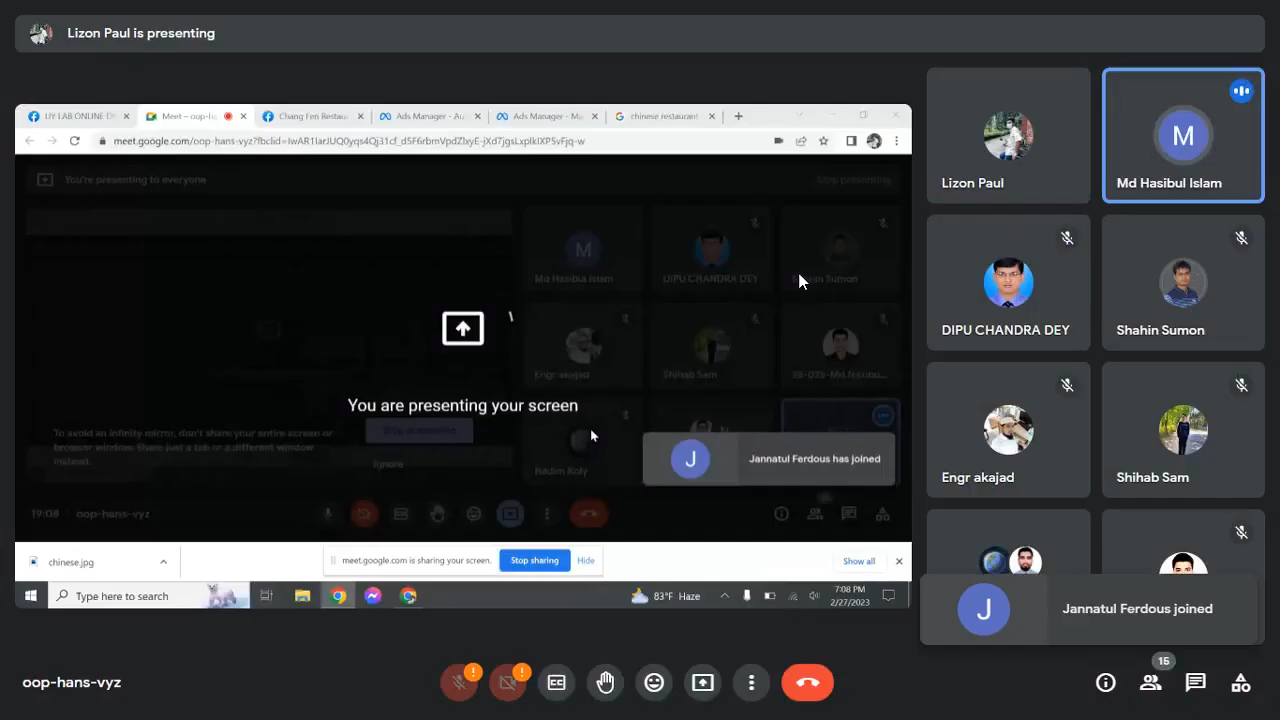 Lizon Paul is presenting
UY LAB ONLINE D
Meet – oop-h
Chang Fen Restau
Ads Manager - Au
Ads Manager - Ma
chinese restaurant
meet.google.com/oop-hans-vyz?fbclid=
You're presenting to everyone
Stop presenting
Md Hasibul Islam
DIPU CHANDRA DEY
Sumon
Engr akajad
Shihab Sam
You are presenting your screen
To avoid an infinity mirror, don't share your entire screen or
browser window. Share just a tab or a different window
instead.
Stop presenting
Ignore
Nadim Koly
J
Jannatul Ferdous has joined
19:08
oop-hans-vyz
chinese.jpg
meet.google.com is sharing your screen.
Stop sharing
Hide
Show all
Type here to search
83°F Haze
7:08 PM
2/27/2023
Lizon Paul
M
Md Hasibul Islam
DIPU CHANDRA DEY
Shahin Sumon
Engr akajad
Shihab Sam
J
Jannatul Ferdous joined
oop-hans-vyz
CC
15